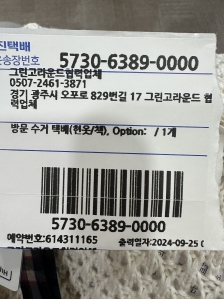 진택배
운송장번호 5730-6389-0000
그린고라운드협력업체
0507-2461-3871
경기 광주시 오포로 829번길 17 그린고라운드 협
력업체
방문 수거 택배(헌옷/책), Option: / 1개
5730-6389-0000
예약번호:614311165
출력일자:2024-09-25